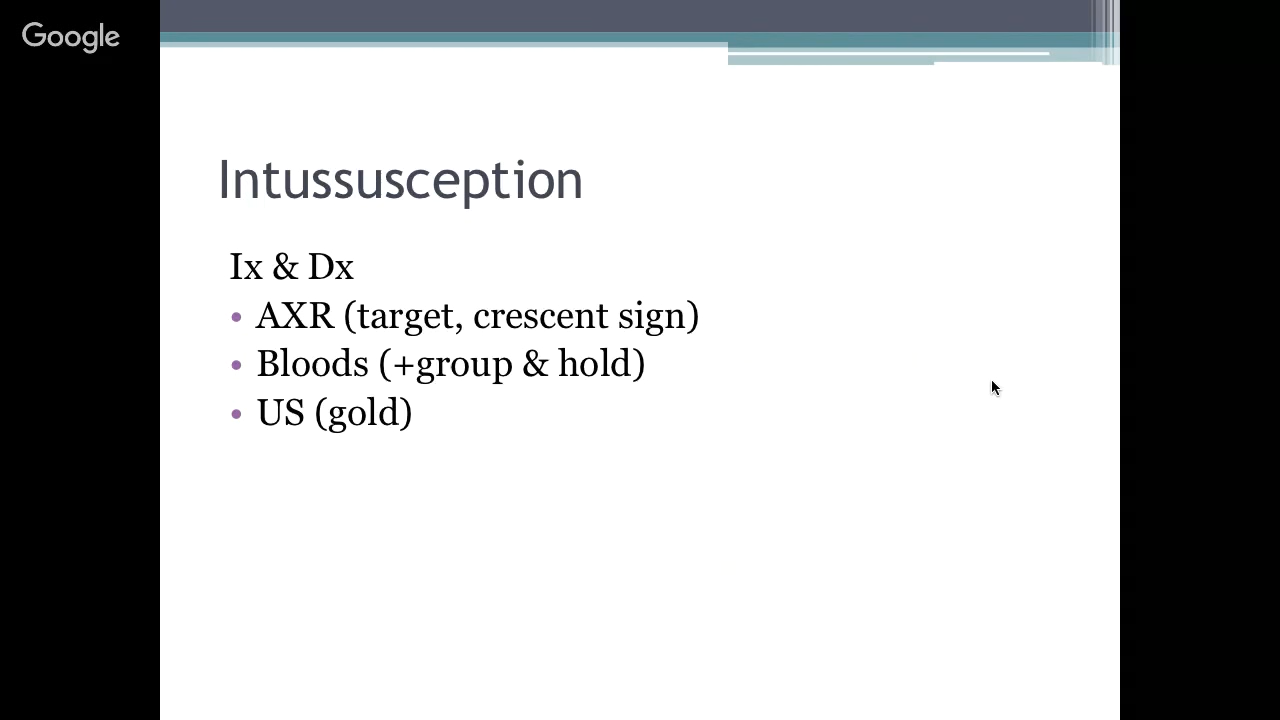 Google
Intussusception
Ix & Dx
• AXR (target, crescent sign)
• Bloods (+group & hold)
• US (gold)